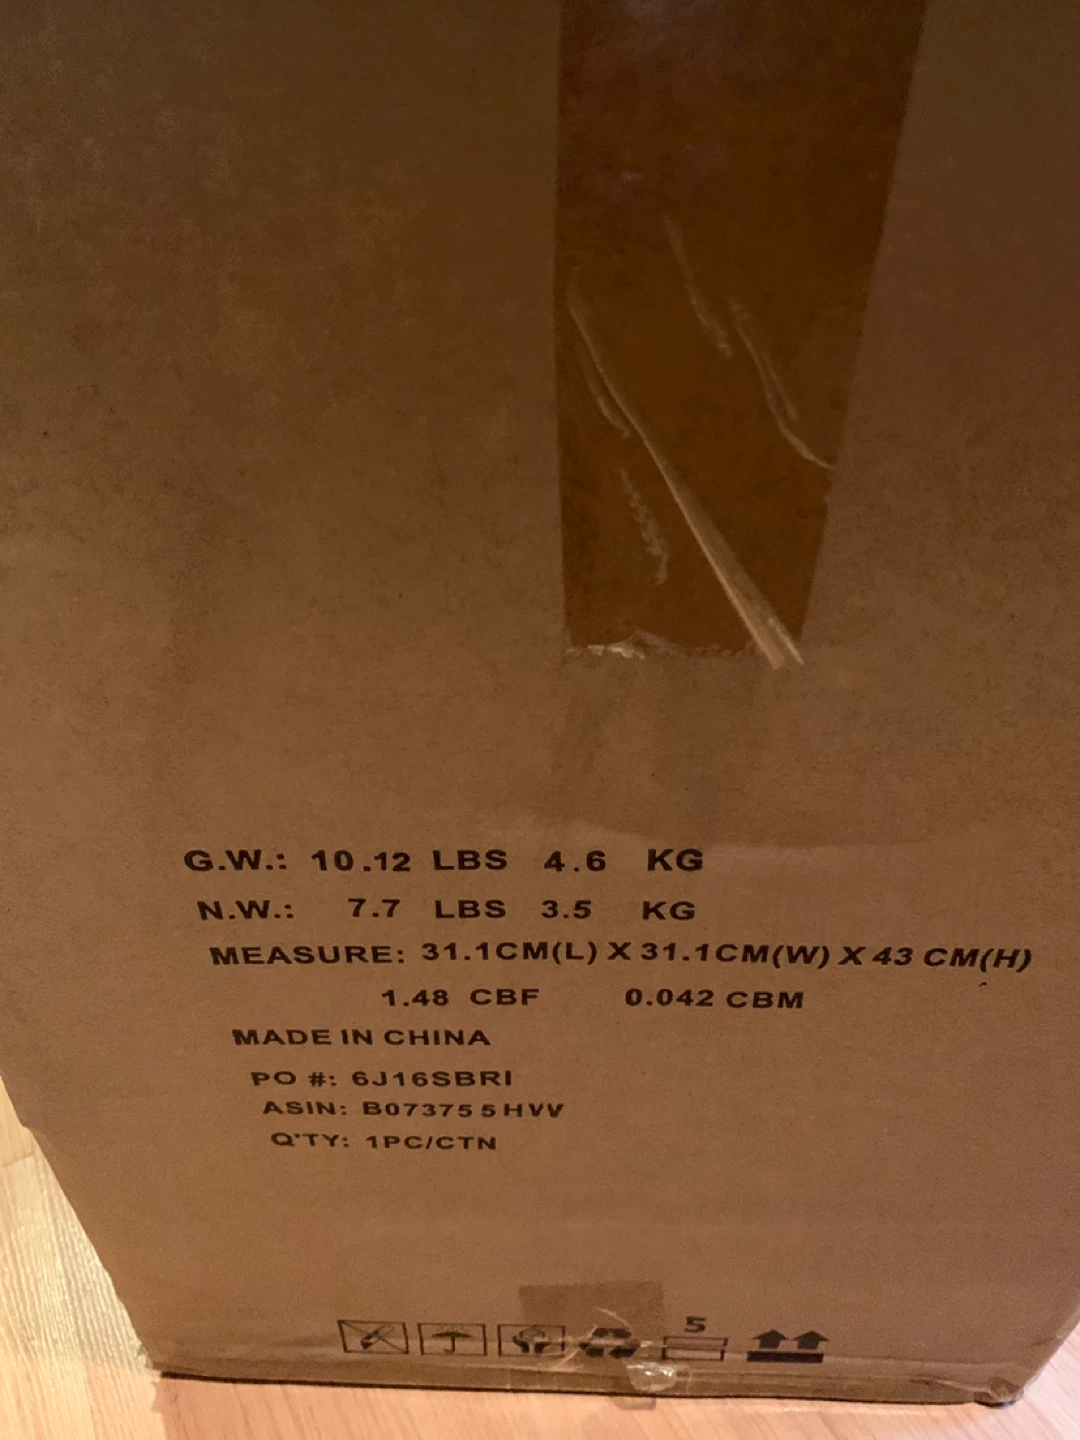 G.W.: 10.12 LBS 4.6 KG
N.W.: 7.7 LBS 3.5 KG
MEASURE: 31.1CM(L) X 31.1CM(W) X 43 CM(H)
1.48 CBF 0.042 CBM
MADE IN CHINA
PO #: 6J16SBRI
ASIN: B073755HVV
Q'TY: 1PC/CTN
5